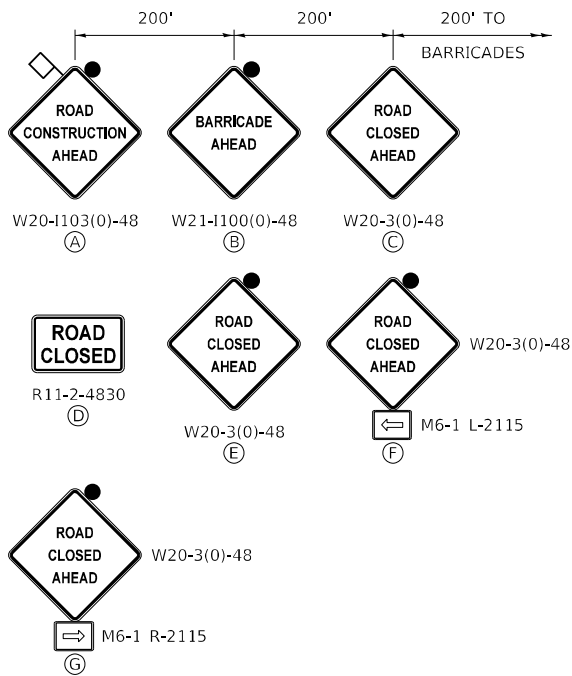 200' 200' 200' TO
BARRICADES
ROAD
CONSTRUCTION
AHEAD
W20-I103(0)-48
A
BARRICADE
AHEAD
W21-I100(0)-48
B
ROAD
CLOSED
AHEAD
W20-3(0)-48
C
ROAD
CLOSED
R11-2-4830
D
ROAD
CLOSED
AHEAD
W20-3(0)-48
E
ROAD
CLOSED
AHEAD
W20-3(0)-48
M6-1 L-2115
F
ROAD
CLOSED
AHEAD
W20-3(0)-48
M6-1 R-2115
G